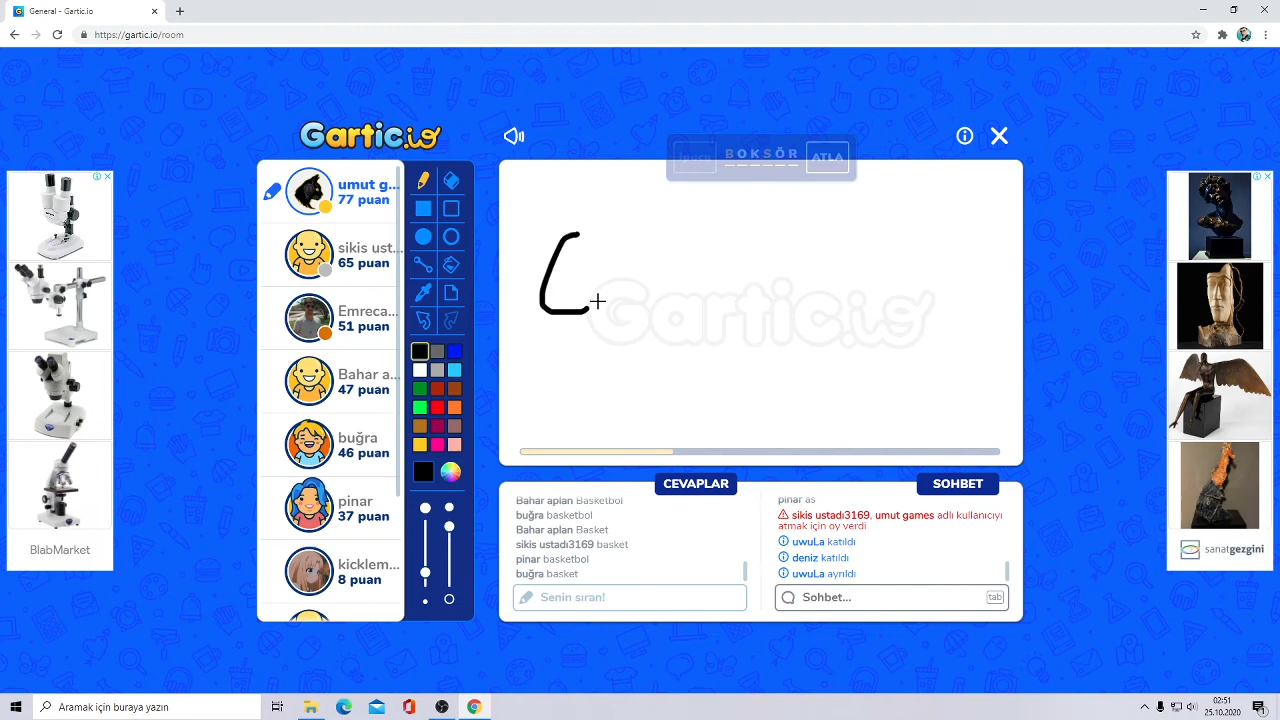 General - Gartic.io
https://gartic.io/room
Gartic.io
İpucu
BOKSÖR
ATLA
umut g...
77 puan
sikis ust...
65 puan
Emreca...
51 puan
Bahar a...
47 puan
buğra
46 puan
pinar
37 puan
kicklem...
8 puan
Gartic.io
CEVAPLAR
Bahar aplan Basketbol
buğra basketbol
Bahar aplan Basket
sikis ustadı3169 basket
pinar basketbol
buğra basket
Senin sıran!
SOHBET
pinar as
sikis ustadı3169, umut games adlı kullanıcıyı
atmak için oy verdi
uwuLa katıldı
deniz katıldı
uwuLa ayrıldı
Sohbet...
tab
BlabMarket
sanatgezgini
Aramak için buraya yazın
02:51
25.10.2020
1